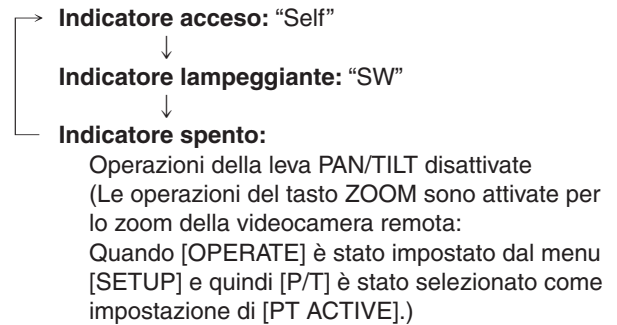 Indicatore acceso: “Self”
Indicatore lampeggiante: “SW”
Indicatore spento:
Operazioni della leva PAN/TILT disattivate
(Le operazioni del tasto ZOOM sono attivate per
lo zoom della videocamera remota:
Quando [OPERATE] è stato impostato dal menu
[SETUP] e quindi [P/T] è stato selezionato come
impostazione di [PT ACTIVE].)